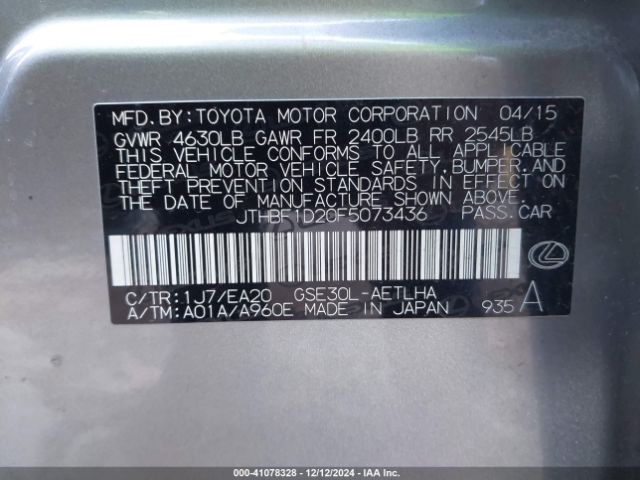 MFD. BY: TOYOTA MOTOR CORPORATION 04/15
GVWR 4630LB GAWR FR 2400LB RR 2545LB
THIS VEHICLE CONFORMS TO ALL APPLICABLE
FEDERAL MOTOR VEHICLE SAFETY, BUMPER, AND
THEFT PREVENTION STANDARDS IN EFFECT ON
THE DATE OF MANUFACTURE SHOWN ABOVE.
JTHBF1D20F5073436 PASS. CAR
C/TR: 1J7/EA20 GSE30L-AETLHA
A/TM: A01A/A960E MADE IN JAPAN 935 A
00-41078328 - 12/12/2024 - IAA Inc.